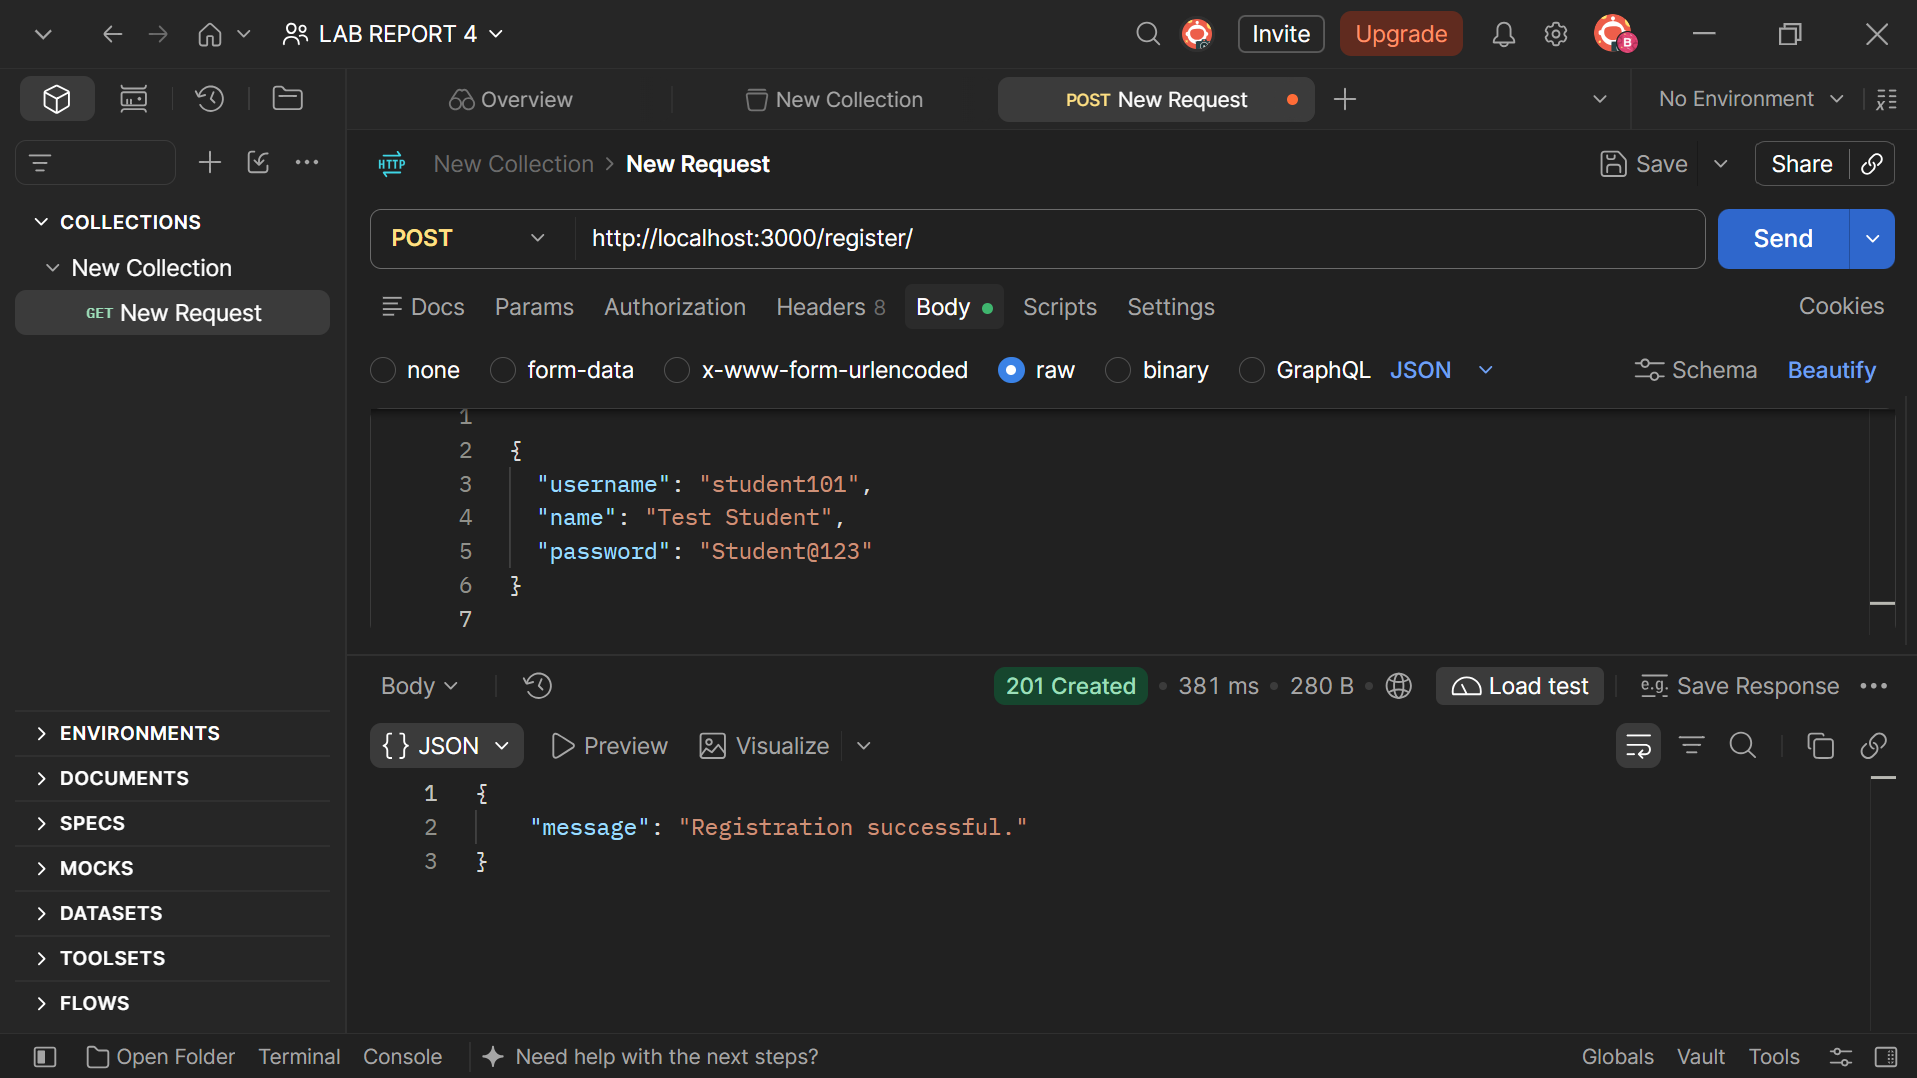 LAB REPORT 4
Invite
Upgrade
B
Overview
New Collection
POST New Request
No Environment
HTTP
New Collection > New Request
Save
Share
COLLECTIONS
New Collection
GET New Request
POST
http://localhost:3000/register/
Send
Docs
Params
Authorization
Headers 8
Body
Scripts
Settings
Cookies
none
form-data
x-www-form-urlencoded
raw
binary
GraphQL
JSON
Schema
Beautify
1
2 {
3 "username": "student101",
4 "name": "Test Student",
5 "password": "Student@123"
6 }
7
Body
201 Created
381 ms
280 B
Load test
e.g. Save Response
{} JSON
Preview
Visualize
1 {
2 "message": "Registration successful."
3 }
ENVIRONMENTS
DOCUMENTS
SPECS
MOCKS
DATASETS
TOOLSETS
FLOWS
Open Folder
Terminal
Console
Need help with the next steps?
Globals
Vault
Tools